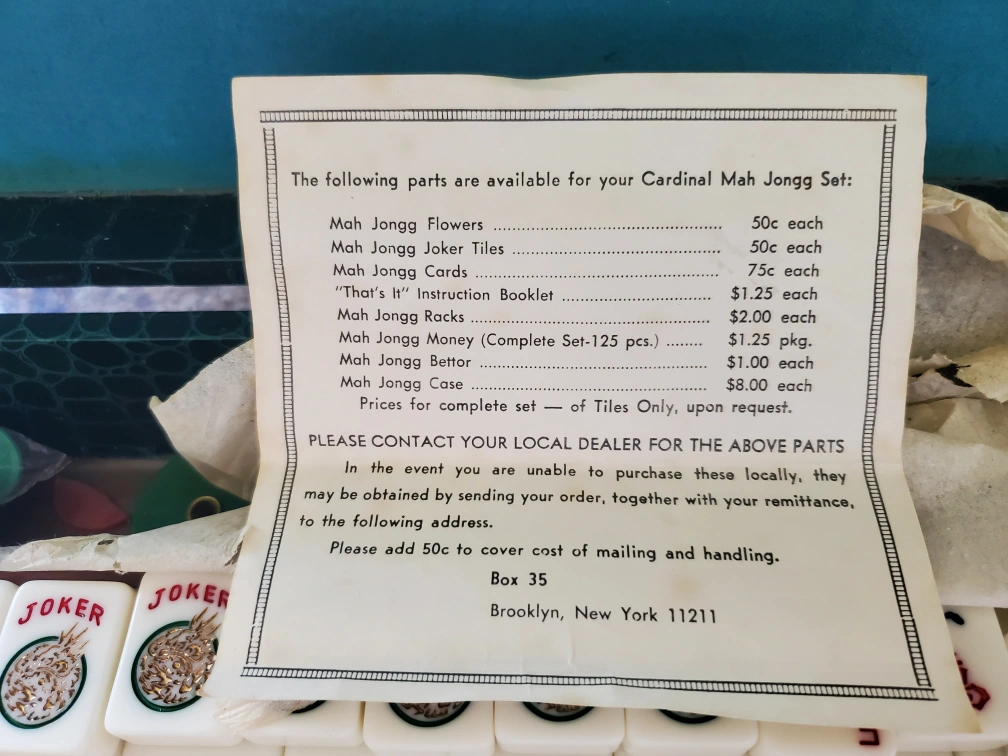 The following parts are available for your Cardinal Mah Jongg Set:
Mah Jongg Flowers ........................................................ 50c each
Mah Jongg Joker Tiles .................................................. 50c each
Mah Jongg Cards .......................................................... 75c each
"That's It" Instruction Booklet ..................................... $1.25 each
Mah Jongg Racks .......................................................... $2.00 each
Mah Jongg Money (Complete Set-125 pcs.) ........ $1.25 pkg.
Mah Jongg Bettor ......................................................... $1.00 each
Mah Jongg Case ........................................................... $8.00 each
Prices for complete set — of Tiles Only, upon request.
PLEASE CONTACT YOUR LOCAL DEALER FOR THE ABOVE PARTS
In the event you are unable to purchase these locally, they
may be obtained by sending your order, together with your remittance,
to the following address.
Please add 50c to cover cost of mailing and handling.
Box 35
Brooklyn, New York 11211
JOKER
JOKER